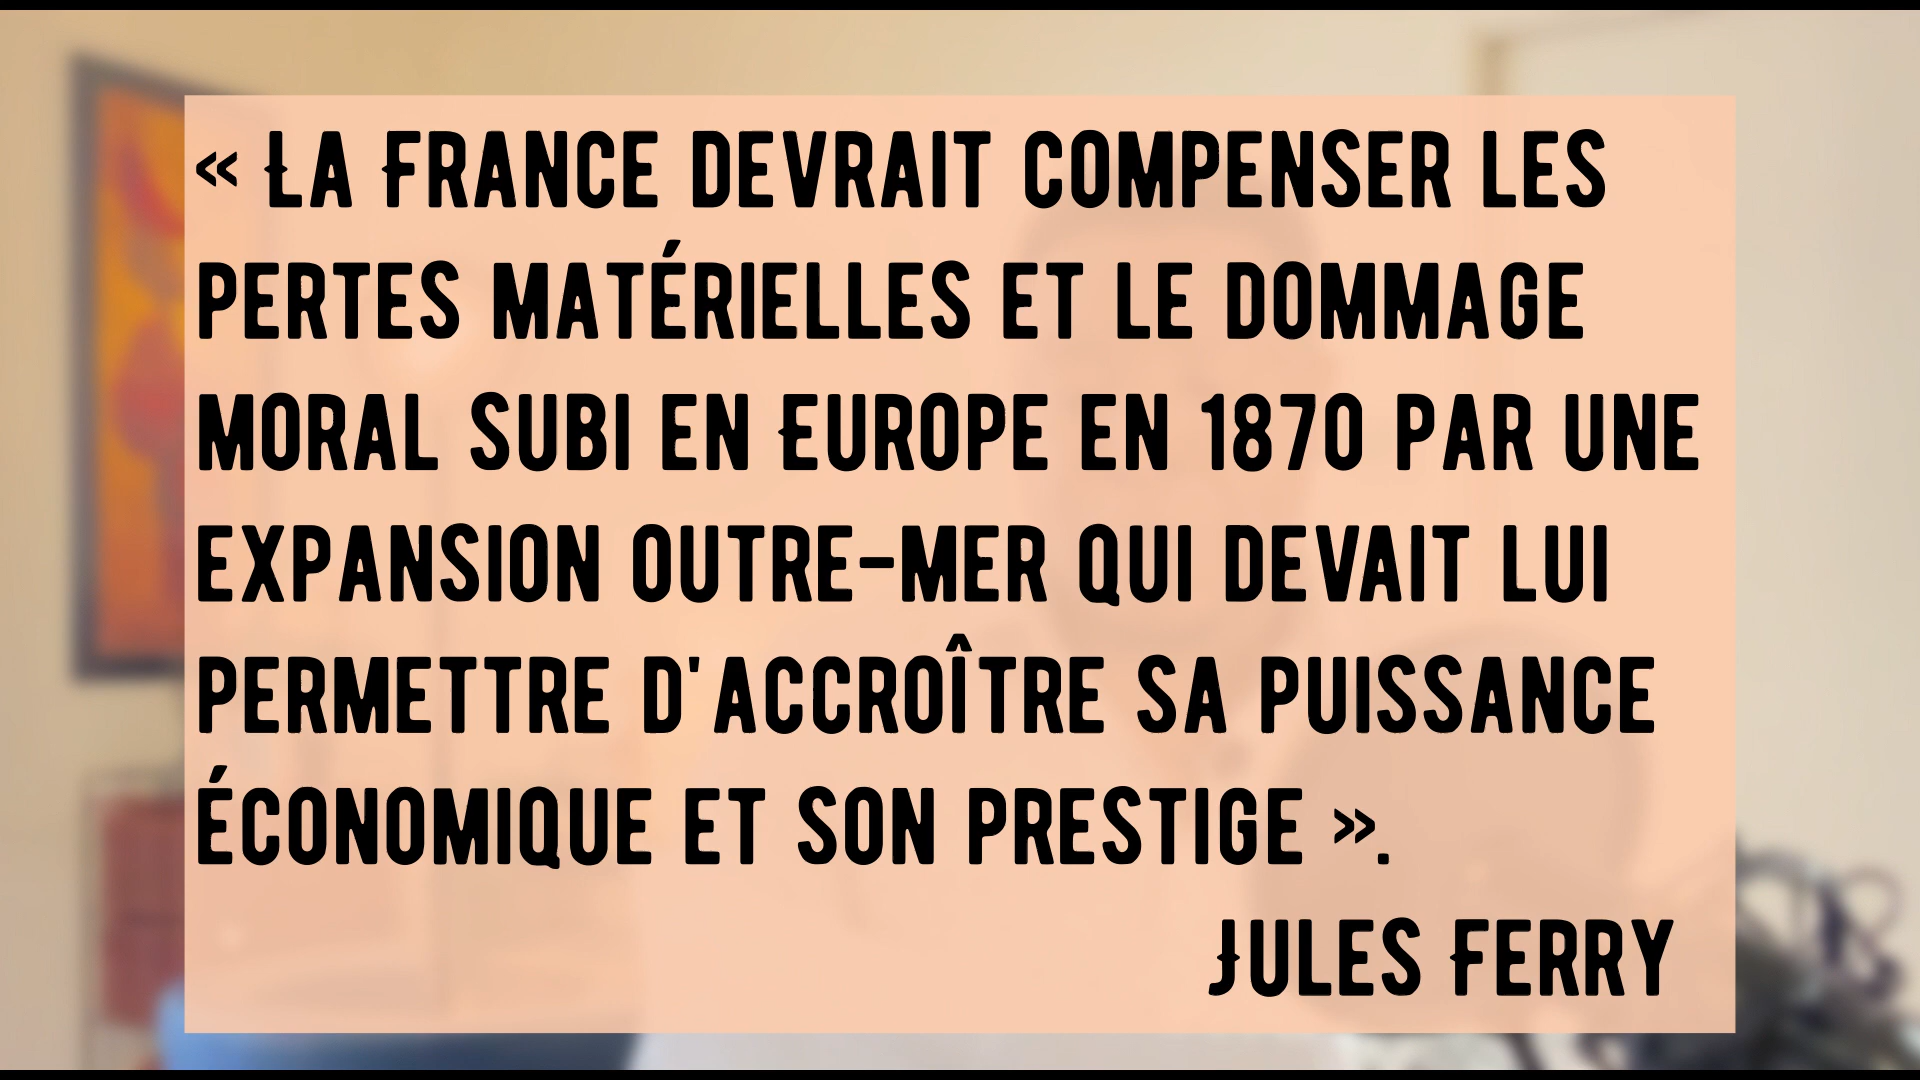 « La France devrait compenser les
pertes matérielles et le dommage
moral subi en Europe en 1870 par une
expansion outre-mer qui devait lui
permettre d'accroître sa puissance
économique et son prestige ».
Jules Ferry